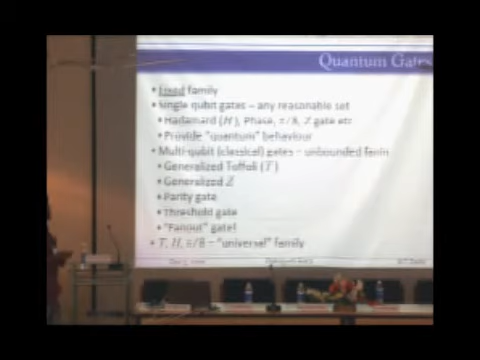 Quantum Gates
• Fixed family
• Single qubit gates – any reasonable set
• Hadamard (H), Phase, π/8, Z gate etc
• Provide "quantum" behaviour
• Multi-qubit (classical) gates – unbounded fanin
• Generalized Toffoli (T)
• Generalized Z
• Parity gate
• Threshold gate
• "Fanout" gate!
• T, H, π/8 – "universal" family